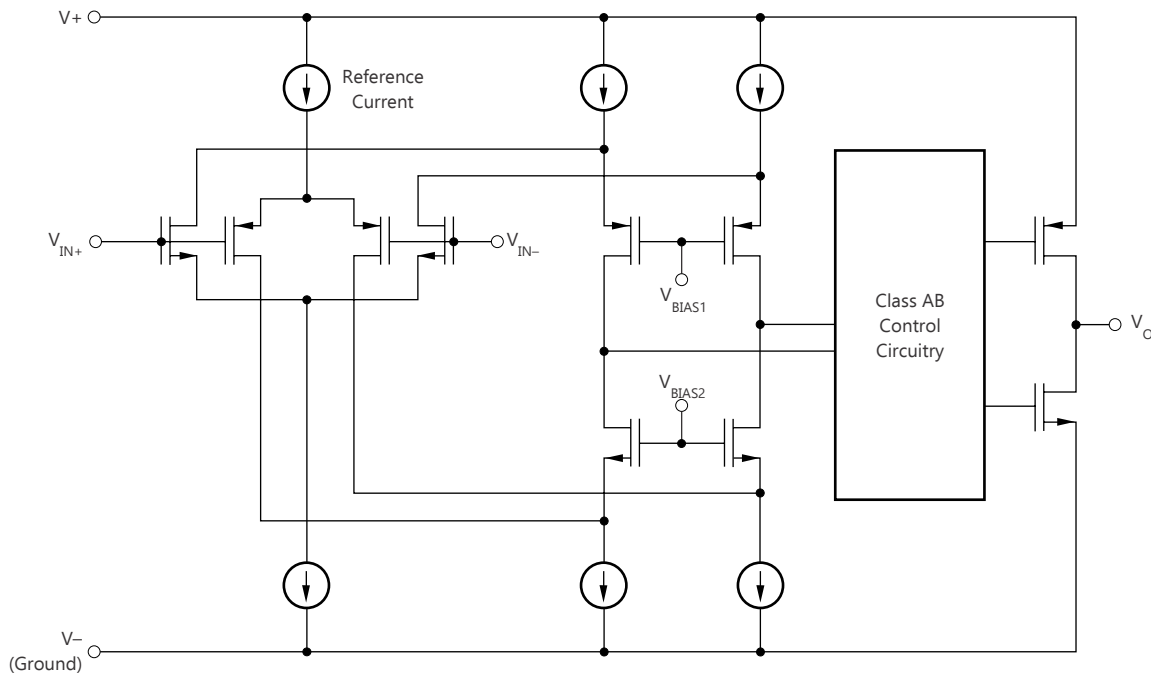 V+
Reference
Current
VIN+
VIN–
VBIAS1
VBIAS2
Class AB
Control
Circuitry
VO
V–
(Ground)